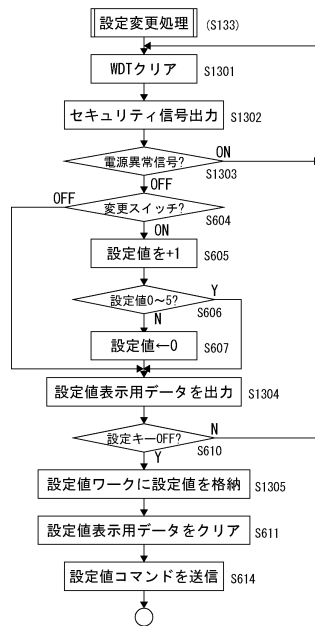 設定変更処理 (S133)
WDTクリア S1301
セキュリティ信号出力 S1302
電源異常信号? ON
S1303
OFF
OFF 変更スイッチ?
S604
ON
設定値を+1 S605
設定値0～5? Y
S606
N
設定値←0 S607
設定値表示用データを出力 S1304
設定キーOFF? N
S610
Y
設定値ワークに設定値を格納 S1305
設定値表示用データをクリア S611
設定値コマンドを送信 S614